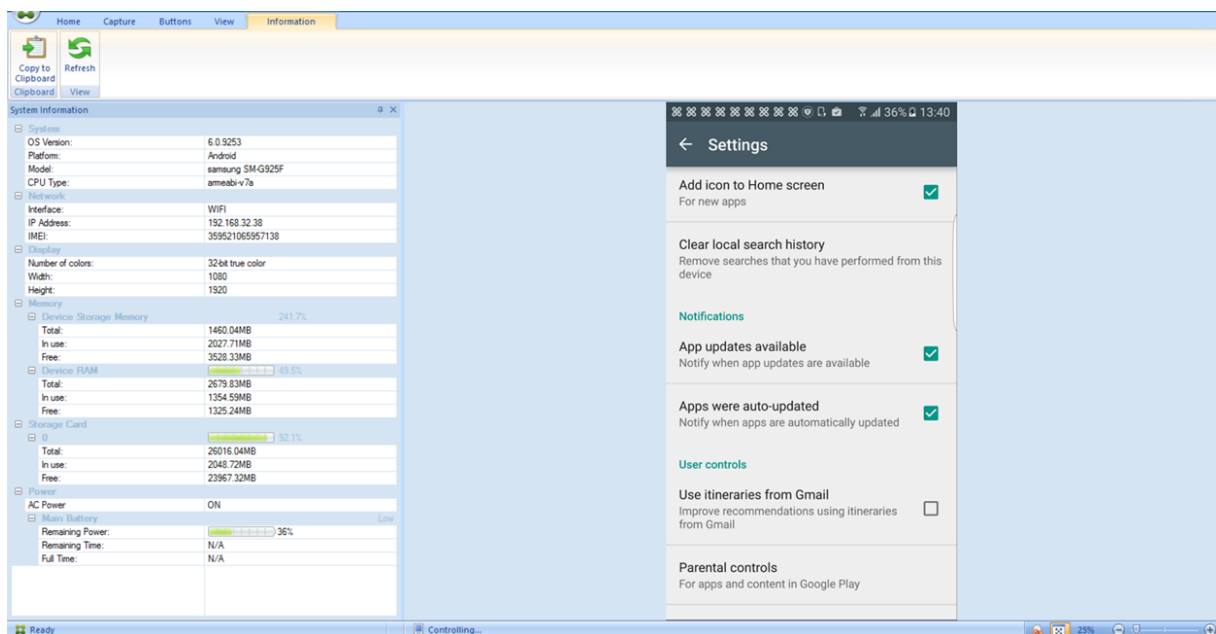 Home Capture Buttons View Information
Copy to Clipboard
Refresh
Clipboard View
System Information
System
OS Version: 6.0.9253
Platform: Android
Model: samsung SM-G925F
CPU Type: armeabi-v7a
Network
Interface: WIFI
IP Address: 192.168.32.38
IMEI: 359521065957138
Display
Number of colors: 32-bit true color
Width: 1080
Height: 1920
Memory
Device Storage Memory 241.7%
Total: 1460.04MB
In use: 2027.71MB
Free: 3528.33MB
Device RAM 49.5%
Total: 2679.83MB
In use: 1354.59MB
Free: 1325.24MB
Storage Card
0 92.1%
Total: 26016.04MB
In use: 2048.72MB
Free: 23967.32MB
Power
AC Power ON
Main Battery Low
Remaining Power: 36%
Remaining Time: N/A
Full Time: N/A
Ready
36% 13:40
Settings
Add icon to Home screen
For new apps
Clear local search history
Remove searches that you have performed from this
device
Notifications
App updates available
Notify when app updates are available
Apps were auto-updated
Notify when apps are automatically updated
User controls
Use itineraries from Gmail
Improve recommendations using itineraries
from Gmail
Parental controls
For apps and content in Google Play
Controlling...
25%